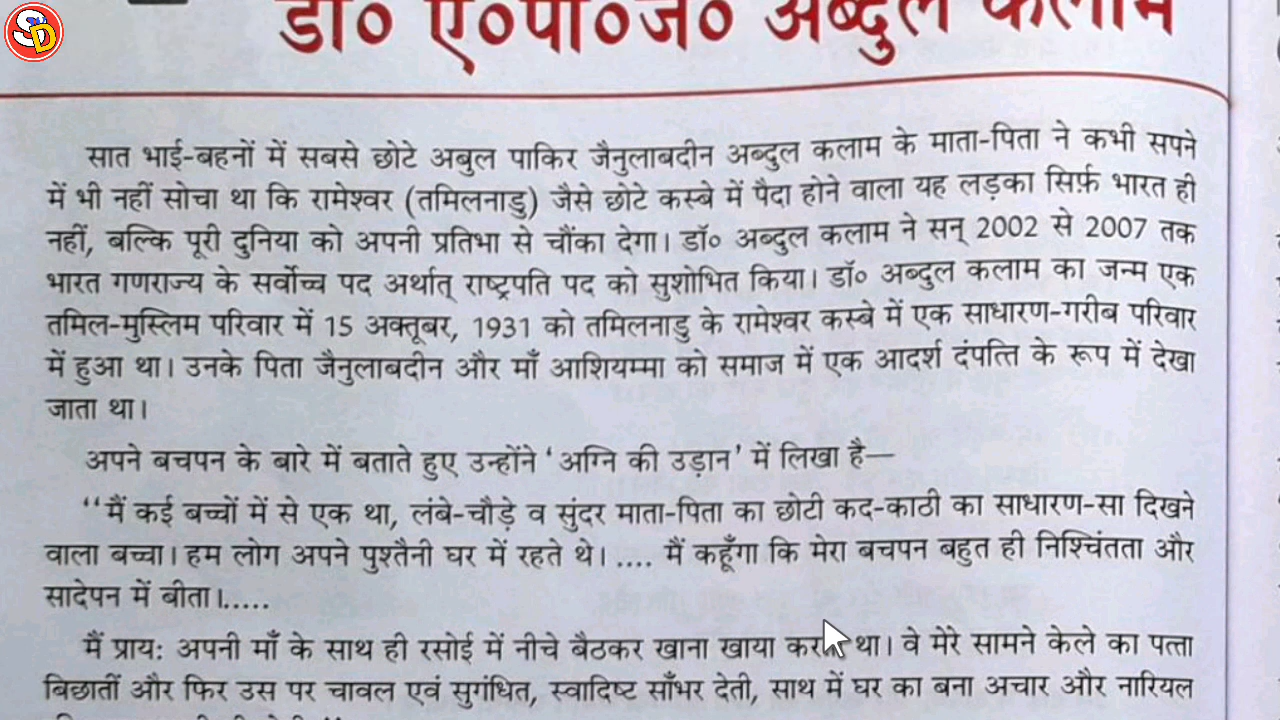 SD
डॉ० ए०पी०जे० अब्दुल कलाम
सात भाई-बहनों में सबसे छोटे अबुल पाकिर जैनुलाबदीन अब्दुल कलाम के माता-पिता ने कभी सपने
में भी नहीं सोचा था कि रामेश्वर (तमिलनाडु) जैसे छोटे कस्बे में पैदा होने वाला यह लड़का सिर्फ़ भारत ही
नहीं, बल्कि पूरी दुनिया को अपनी प्रतिभा से चौंका देगा। डॉ० अब्दुल कलाम ने सन् 2002 से 2007 तक
भारत गणराज्य के सर्वोच्च पद अर्थात् राष्ट्रपति पद को सुशोभित किया। डॉ० अब्दुल कलाम का जन्म एक
तमिल-मुस्लिम परिवार में 15 अक्तूबर, 1931 को तमिलनाडु के रामेश्वर कस्बे में एक साधारण-गरीब परिवार
में हुआ था। उनके पिता जैनुलाबदीन और माँ आशियम्मा को समाज में एक आदर्श दंपत्ति के रूप में देखा
जाता था।
अपने बचपन के बारे में बताते हुए उन्होंने ‘अग्नि की उड़ान’ में लिखा है—
‘‘मैं कई बच्चों में से एक था, लंबे-चौड़े व सुंदर माता-पिता का छोटी कद-काठी का साधारण-सा दिखने
वाला बच्चा। हम लोग अपने पुश्तैनी घर में रहते थे। .... मैं कहूँगा कि मेरा बचपन बहुत ही निश्चिंतता और
सादेपन में बीता।.....
मैं प्राय: अपनी माँ के साथ ही रसोई में नीचे बैठकर खाना खाया करता था। वे मेरे सामने केले का पत्ता
बिछातीं और फिर उस पर चावल एवं सुगंधित, स्वादिष्ट साँभर देती, साथ में घर का बना अचार और नारियल